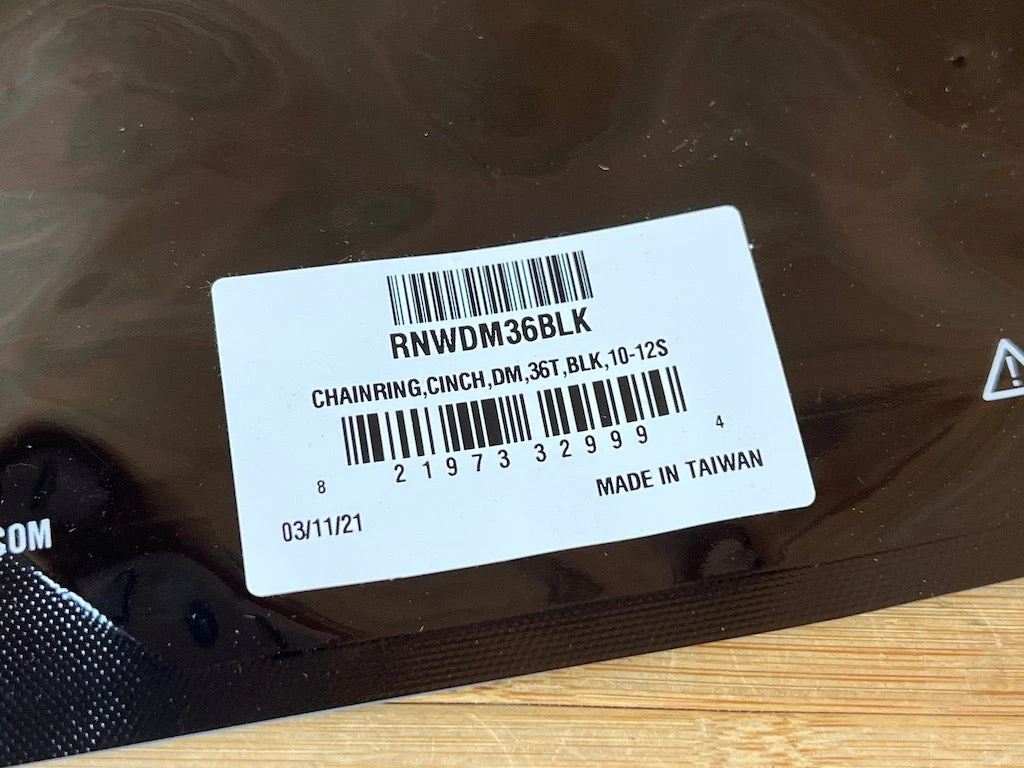 RNWDM36BLK
CHAINRING,CINCH,DM,36T,BLK,10-12S
8 21973 32999 4
MADE IN TAIWAN
03/11/21
.COM